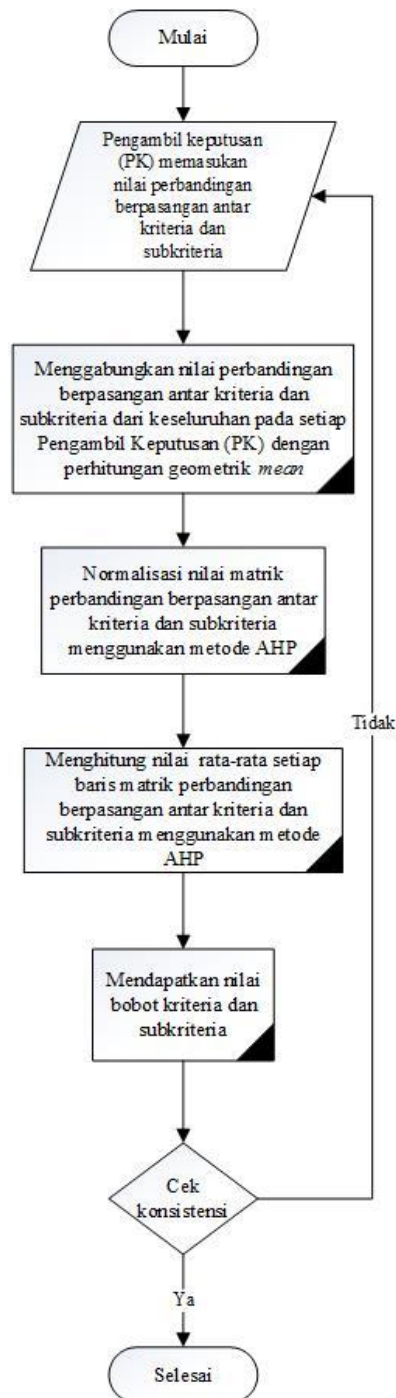 Mulai
Pengambil keputusan
(PK) memasukan
nilai perbandingan
berpasangan antar
kriteria dan
subkriteria
Menggabungkan nilai perbandingan
berpasangan antar kriteria dan
subkriteria dari keseluruhan pada setiap
Pengambil Keputusan (PK) dengan
perhitungan geometrik mean
Normalisasi nilai matrik
perbandingan berpasangan antar
kriteria dan subkriteria
menggunakan metode AHP
Tidak
Menghitung nilai rata-rata setiap
baris matrik perbandingan
berpasangan antar kriteria dan
subkriteria menggunakan metode
AHP
Mendapatkan nilai
bobot kriteria dan
subkriteria
Cek
konsistensi
Ya
Selesai